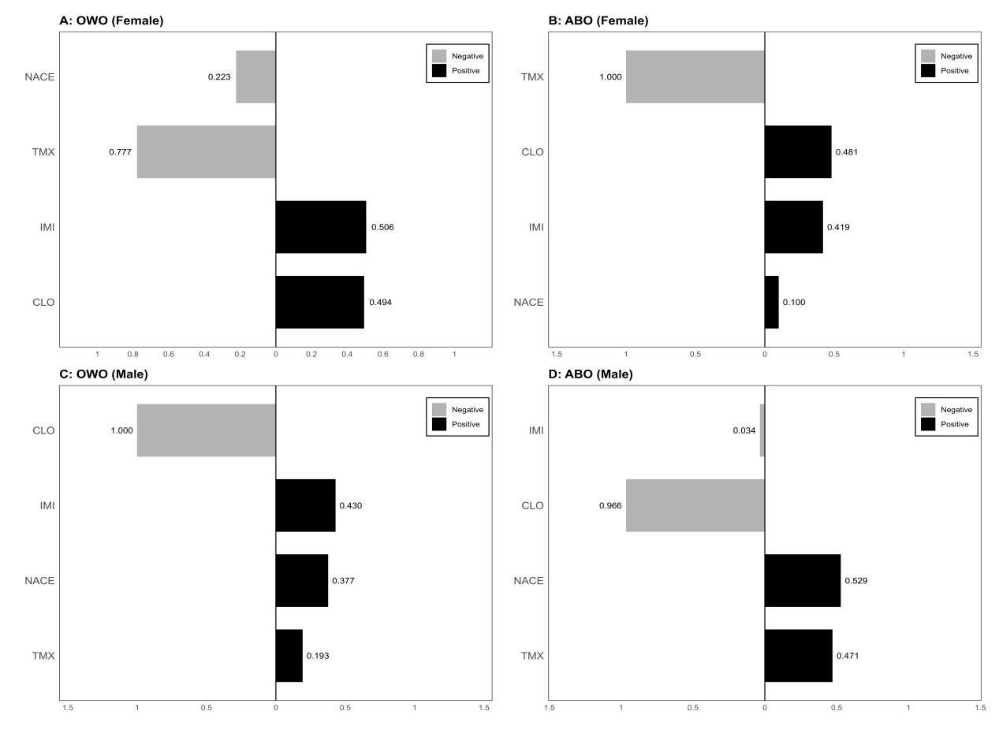 A: OWO (Female)
Negative
Positive
NACE
0.223
TMX
0.777
IMI
0.506
CLO
0.494
1 0.8 0.6 0.4 0.2 0 0.2 0.4 0.6 0.8 1
B: ABO (Female)
Negative
Positive
TMX
1.000
CLO
0.481
IMI
0.419
NACE
0.100
1.5 1 0.5 0 0.5 1 1.5
C: OWO (Male)
Negative
Positive
CLO
1.000
IMI
0.430
NACE
0.377
TMX
0.193
1.5 1 0.5 0 0.5 1 1.5
D: ABO (Male)
Negative
Positive
IMI
0.034
CLO
0.966
NACE
0.529
TMX
0.471
1.5 1 0.5 0 0.5 1 1.5